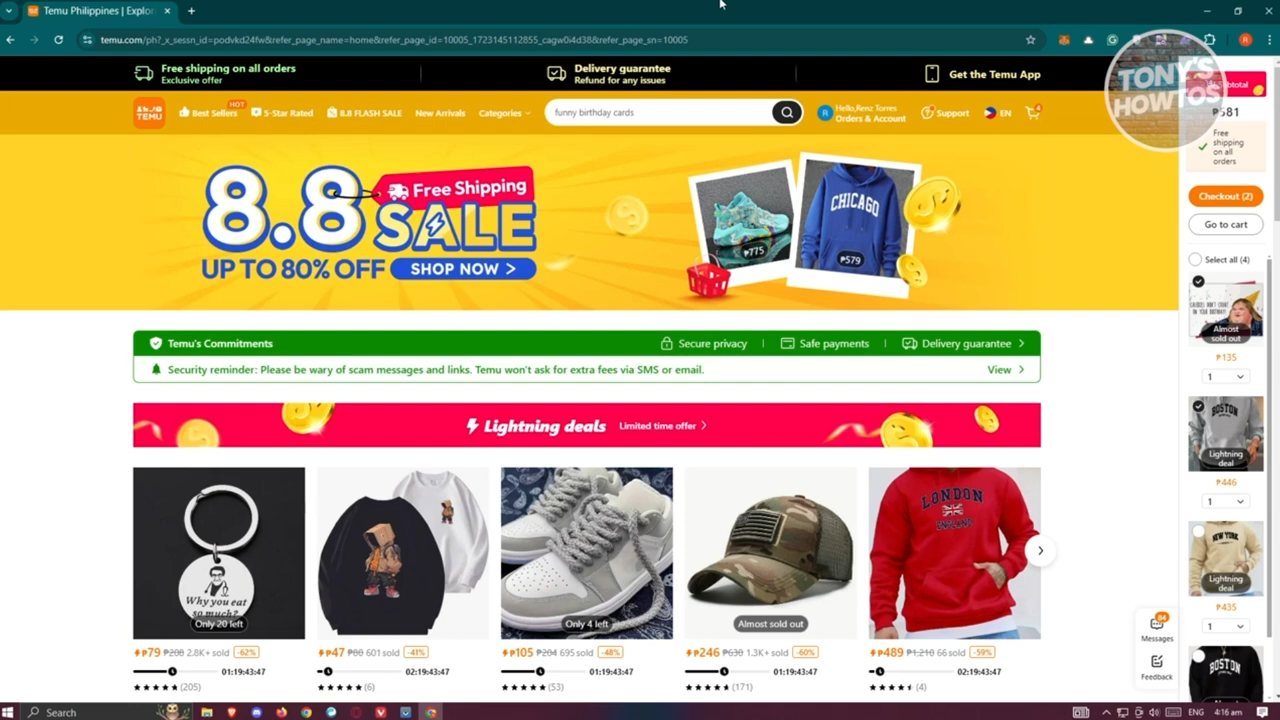 Temu Philippines | Explor
temu.com/ph?_x_sessn_id=podvkd24fw&refer_page_name=home&refer_page_id=10005_1723145112855_cagw0i4d38&refer_page_sn=10005
Free shipping on all orders
Exclusive offer
Delivery guarantee
Refund for any issues
Get the Temu App
TONY'S
HOWTOS
TEMU
Best Sellers
HOT
5-Star Rated
8.8 FLASH SALE
New Arrivals
Categories
funny birthday cards
R
Hello, Renz Torres
Orders & Account
Support
EN
4
8.8
Free Shipping
SALE
UP TO 80% OFF
SHOP NOW >
₱775
CHICAGO
₱579
Subtotal
₱581
Free
shipping
on all
orders
Checkout (2)
Go to cart
Select all (4)
Almost
sold out
₱135
1
BOSTON
Lightning
deal
₱446
1
NEW YORK
Lightning
deal
₱435
1
BOSTON
Temu's Commitments
Secure privacy
Safe payments
Delivery guarantee
Security reminder: Please be wary of scam messages and links. Temu won't ask for extra fees via SMS or email.
View
Lightning deals
Limited time offer
Why you eat
so much?
Only 20 left
Only 4 left
Almost sold out
LONDON
ENGLAND
₱79 ₱208 2.8K+ sold -62%
01:19:43:47
(205)
₱47 ₱80 601 sold -41%
02:19:43:47
(6)
₱105 ₱204 695 sold -48%
01:19:43:47
(53)
₱246 ₱630 1.3K+ sold -60%
01:19:43:47
(171)
₱489 ₱1,210 66 sold -59%
02:19:43:47
(4)
84
Messages
Feedback
Search
ENG
4:16 am